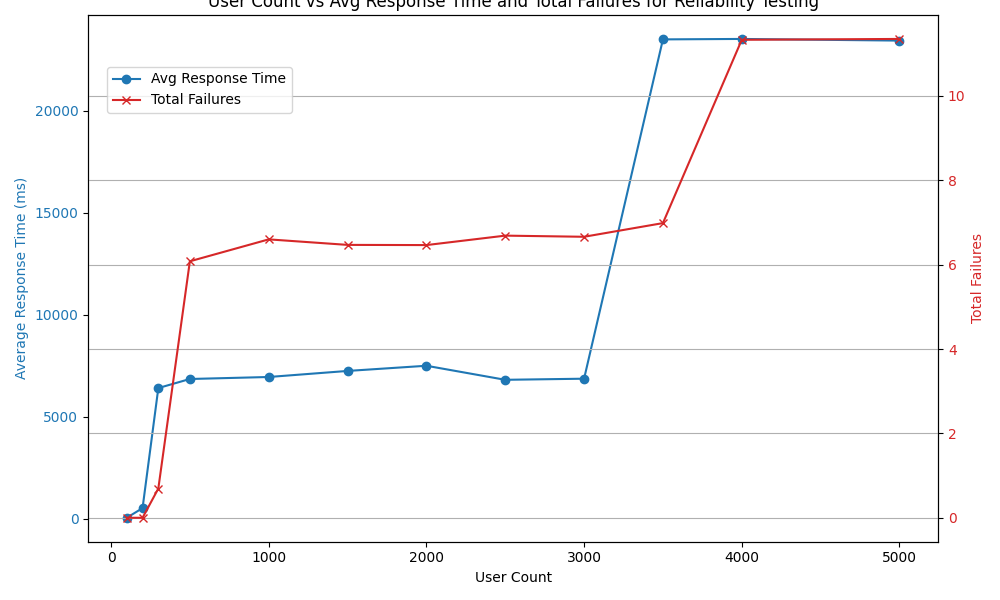 User Count vs Avg Response Time and Total Failures for Reliability Testing
Avg Response Time
Total Failures
Average Response Time (ms)
20000
15000
10000
5000
0
10
8
6
4
2
0
Total Failures
0 1000 2000 3000 4000 5000
User Count